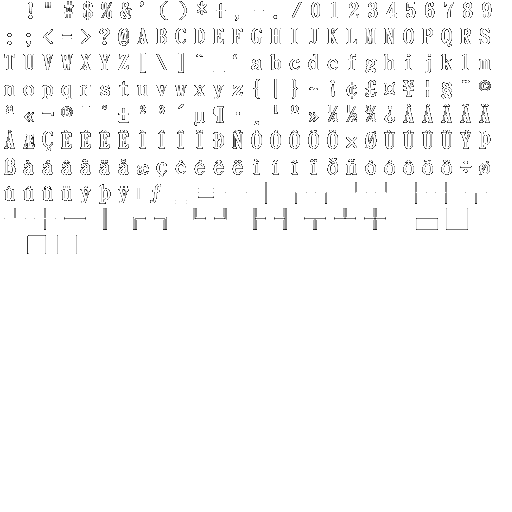 ! " # $ % & ' ( ) * + , - . / 0 1 2 3 4 5 6 7 8 9
: ; < = > ? @ A B C D E F G H I J K L M N O P Q R S
T U V W X Y Z [ \ ] ^ _ ` a b c d e f g h i j k l m
n o p q r s t u v w x y z { | } ~ ¡ ¢ £ ¤ ¥ ¦ § ¨ ©
ª « ¬ ® ¯ ° ± ² ³ ´ µ ¶ · ¸ ¹ º » ¼ ½ ¾ ¿ À Á Â Ã Ä
Å Æ Ç È É Ê Ë Ì Í Î Ï Ð Ñ Ò Ó Ô Õ Ö × Ø Ù Ú Û Ü Ý Þ
ß à á â ã ä å æ ç è é ê ë ì í î ï ð ñ ò ó ô õ ö ÷ ø
ù ú û ü ý þ ÿ ı ƒ